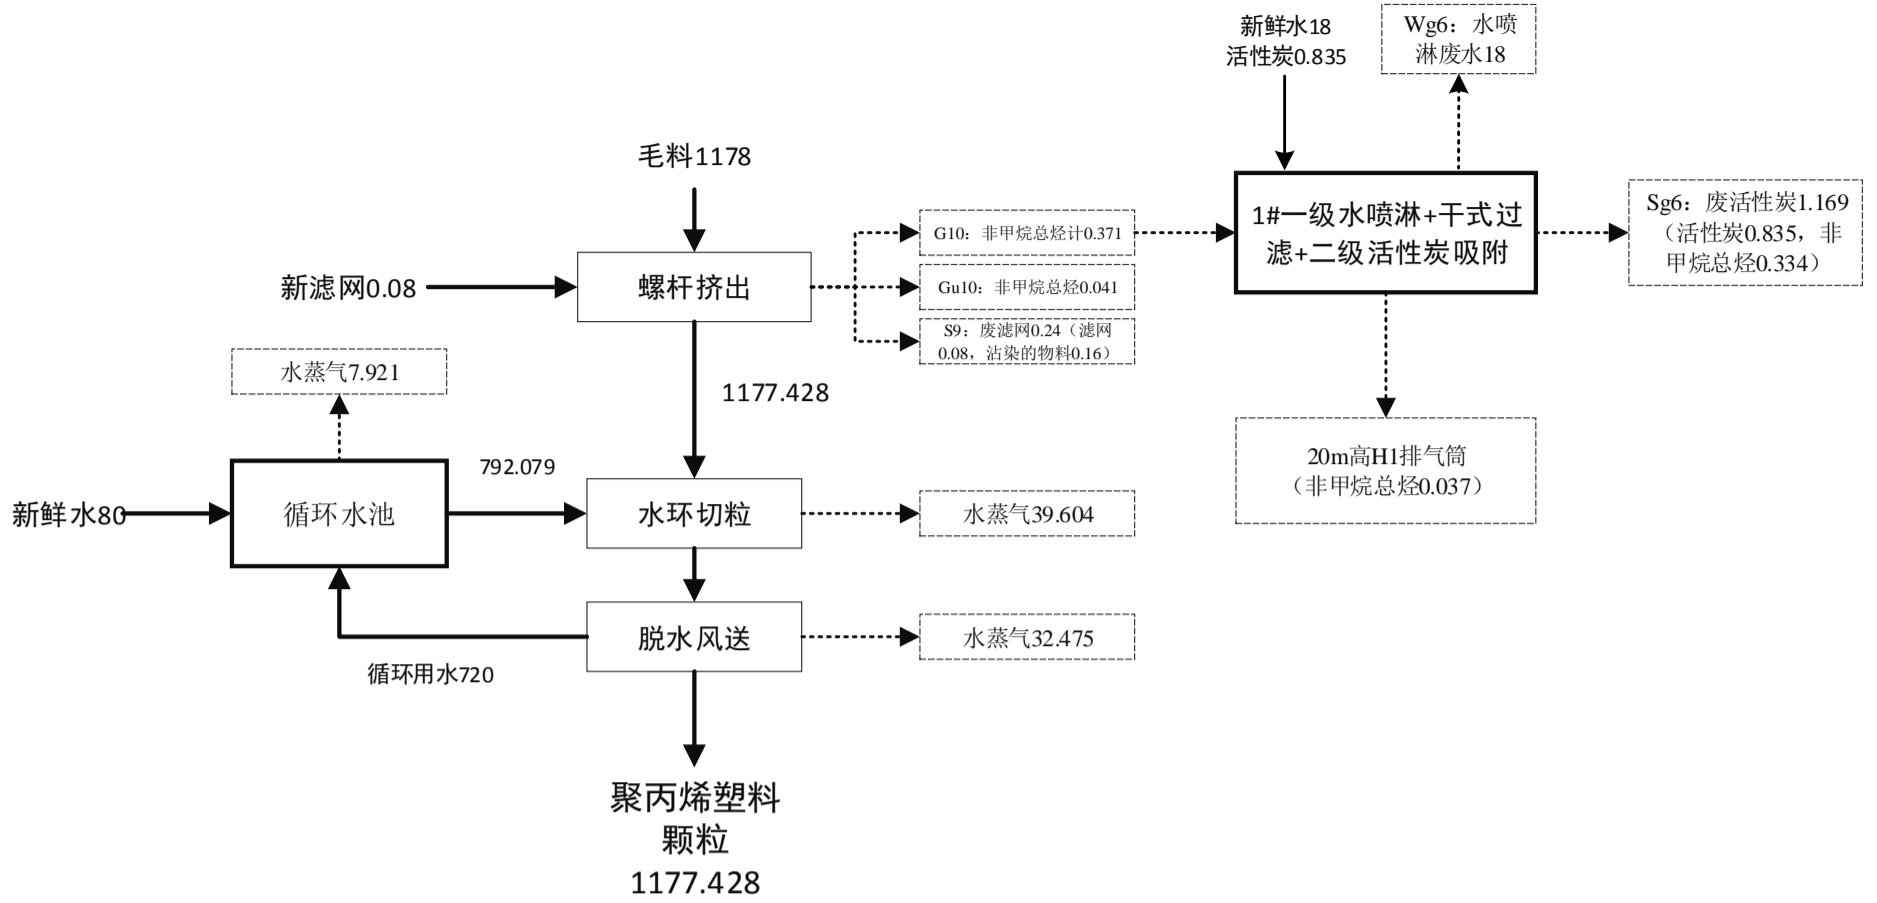 新鲜水18
活性炭0.835
Wg6：水喷
淋废水18
毛料1178
1#一级水喷淋+干式过
滤+二级活性炭吸附
Sg6：废活性炭1.169
（活性炭0.835，非
甲烷总烃0.334）
G10：非甲烷总烃计0.371
新滤网0.08
螺杆挤出
Gu10：非甲烷总烃0.041
S9：废滤网0.24（滤网
0.08，沾染的物料0.16）
水蒸气7.921
1177.428
20m高H1排气筒
（非甲烷总烃0.037）
792.079
新鲜水80
循环水池
水环切粒
水蒸气39.604
脱水风送
水蒸气32.475
循环用水720
聚丙烯塑料
颗粒
1177.428